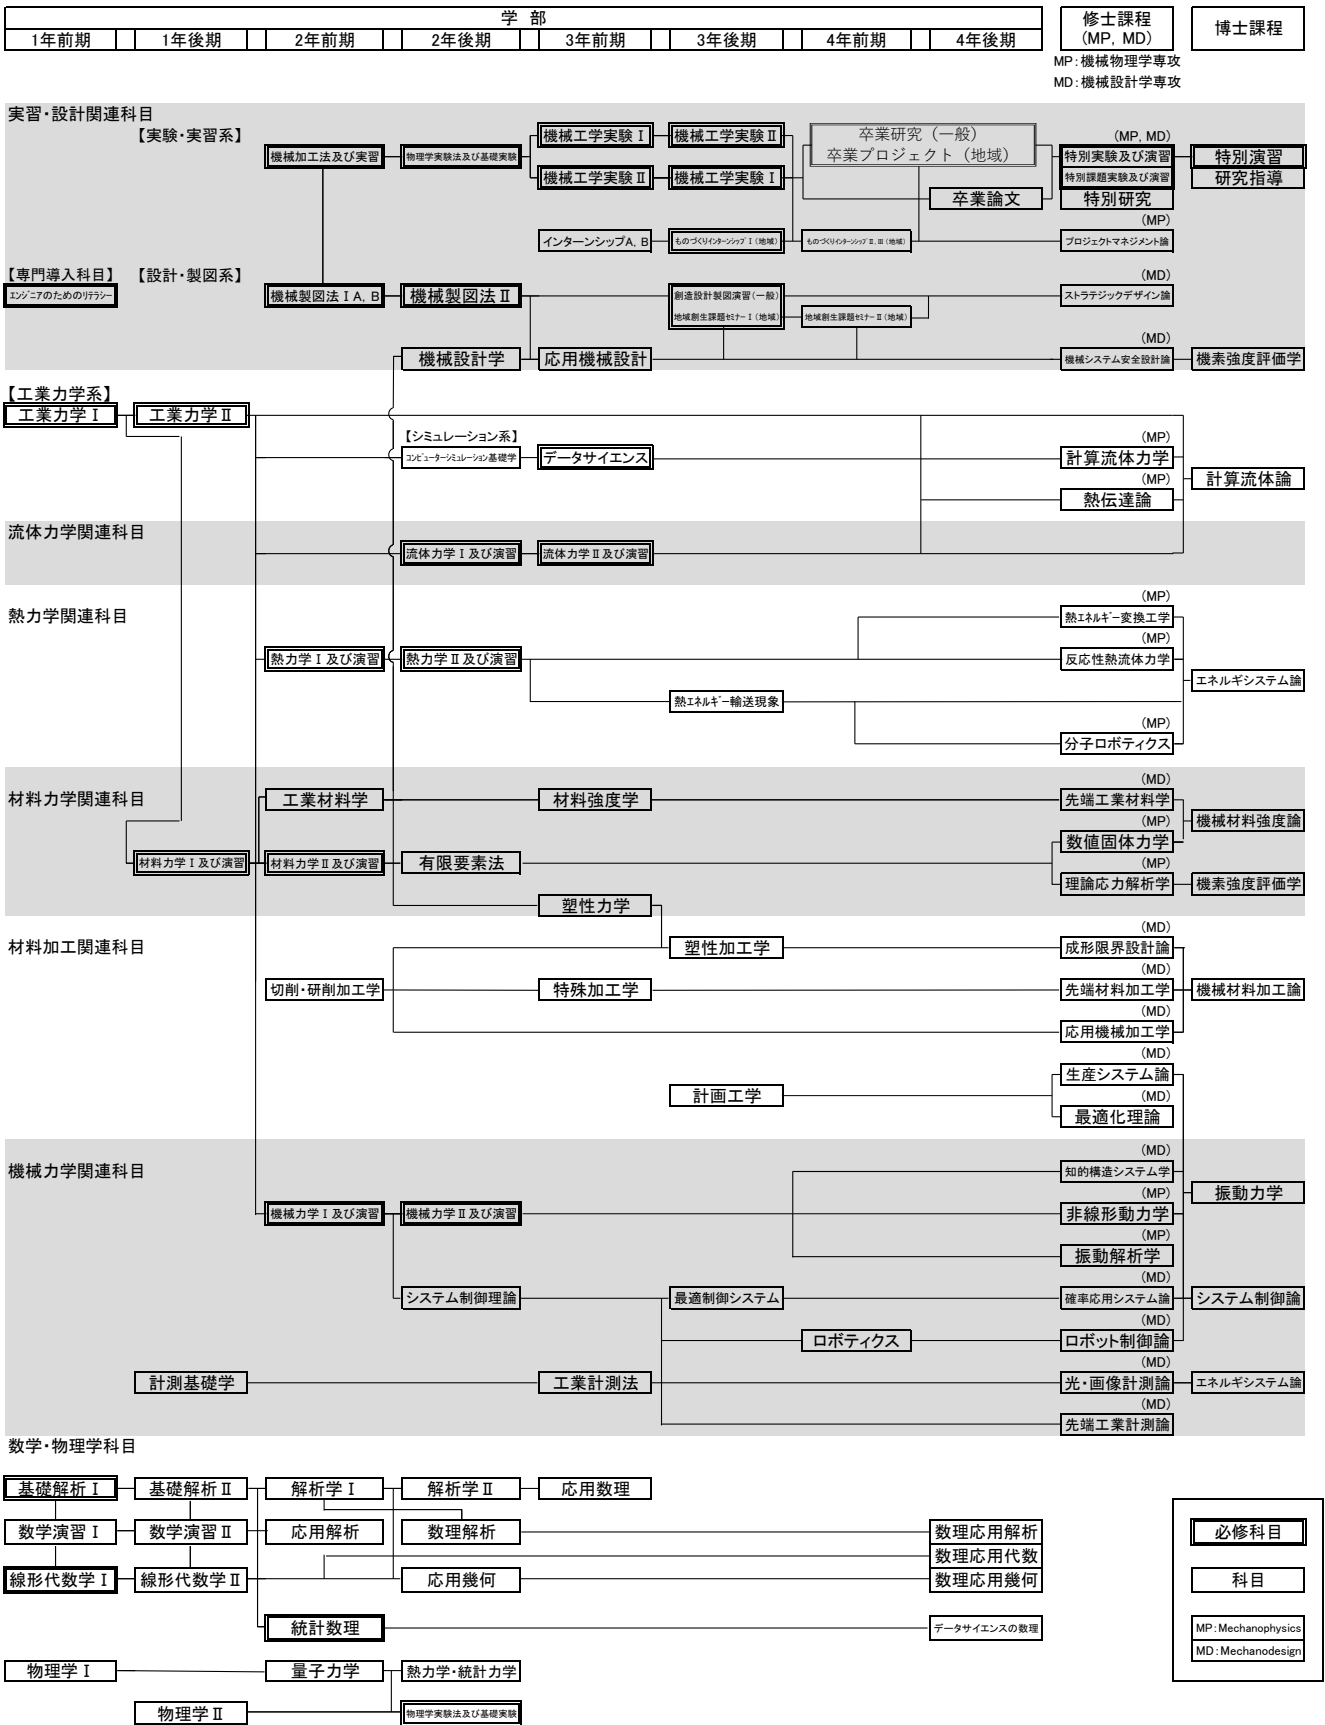 学 部
修士課程
(MP, MD)
博士課程
1年前期
1年後期
2年前期
2年後期
3年前期
3年後期
4年前期
4年後期
MP：機械物理学専攻
MD：機械設計学専攻
実習・設計関連科目
【実験・実習系】
機械加工法及び実習
物理学実験法及び基礎実験
機械工学実験Ⅰ
機械工学実験Ⅱ
機械工学実験Ⅱ
機械工学実験Ⅰ
卒業研究（一般）
卒業プロジェクト（地域）
卒業論文
(MP, MD)
特別実験及び演習
特別課題実験及び演習
特別研究
特別演習
研究指導
インターンシップA, B
ものづくりインターンシップⅠ（地域）
ものづくりインターンシップⅡ, Ⅲ（地域）
(MP)
プロジェクトマネジメント論
【専門導入科目】
【設計・製図系】
エンジニアのためのリテラシー
機械製図法ⅠA, B
機械製図法Ⅱ
創造設計製図演習（一般）
地域創生課題セミナーⅠ（地域）
地域創生課題セミナーⅡ（地域）
(MD)
ストラテジックデザイン論
機械設計学
応用機械設計
(MD)
機械システム安全設計論
機素強度評価学
【工業力学系】
工業力学Ⅰ
工業力学Ⅱ
【シミュレーション系】
コンピューターシミュレーション基礎学
データサイエンス
(MP)
計算流体力学
(MP)
熱伝達論
計算流体論
流体力学関連科目
流体力学Ⅰ及び演習
流体力学Ⅱ及び演習
熱力学関連科目
(MP)
熱エネルギー変換工学
(MP)
熱力学Ⅰ及び演習
熱力学Ⅱ及び演習
反応性熱流体力学
エネルギシステム論
熱エネルギー輸送現象
(MP)
分子ロボティクス
材料力学関連科目
(MD)
工業材料学
材料強度学
先端工業材料学
(MP)
機械材料強度論
数値固体力学
(MP)
材料力学Ⅰ及び演習
材料力学Ⅱ及び演習
有限要素法
理論応力解析学
機素強度評価学
塑性力学
材料加工関連科目
(MD)
塑性加工学
成形限界設計論
(MD)
切削・研削加工学
特殊加工学
先端材料加工学
機械材料加工論
(MD)
応用機械加工学
(MD)
生産システム論
計画工学
(MD)
最適化理論
機械力学関連科目
(MD)
知的構造システム学
(MP)
振動力学
機械力学Ⅰ及び演習
機械力学Ⅱ及び演習
非線形動力学
(MP)
振動解析学
(MD)
システム制御理論
最適制御システム
確率応用システム論
システム制御論
(MD)
ロボティクス
ロボット制御論
(MD)
計測基礎学
工業計測法
光・画像計測論
エネルギシステム論
(MD)
先端工業計測論
数学・物理学科目
基礎解析Ⅰ
基礎解析Ⅱ
解析学Ⅰ
解析学Ⅱ
応用数理
数学演習Ⅰ
数学演習Ⅱ
応用解析
数理解析
数理応用解析
数理応用代数
線形代数学Ⅰ
線形代数学Ⅱ
応用幾何
数理応用幾何
統計数理
データサイエンスの数理
物理学Ⅰ
量子力学
熱力学・統計力学
物理学Ⅱ
物理学実験法及び基礎実験
必修科目
科目
MP：Mechanophysics
MD：Mechanodesign